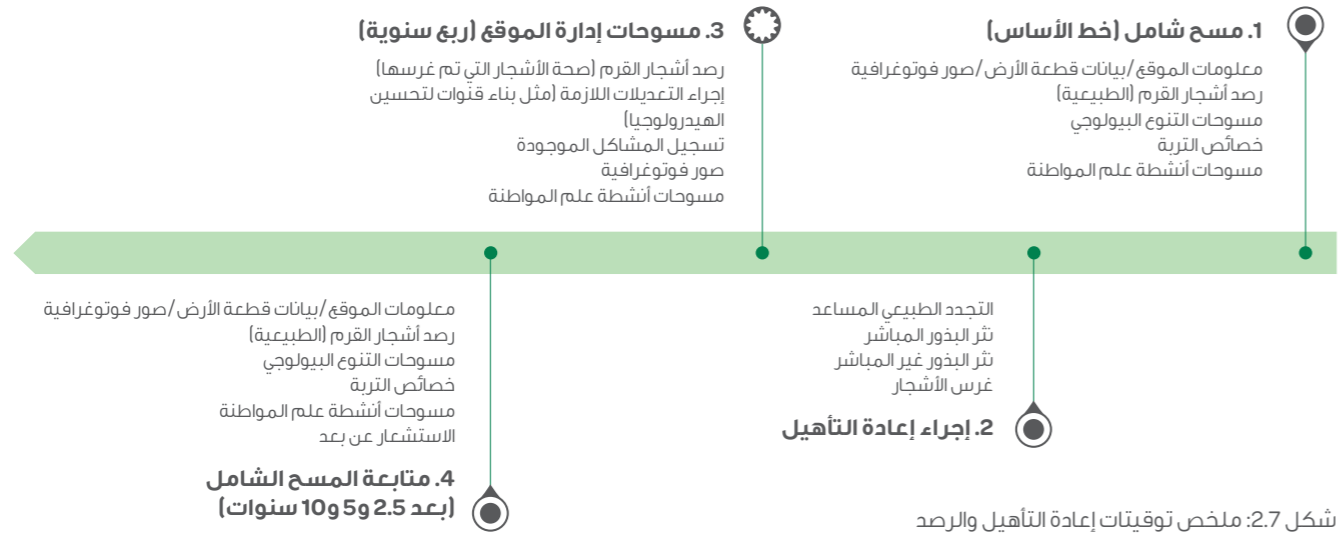 1. مسح شامل (خط الأساس)
معلومات الموقع/بيانات قطعة الأرض/صور فوتوغرافية
رصد أشجار القرم (الطبيعية)
مسوحات التنوع البيولوجي
خصائص التربة
مسوحات أنشطة علم المواطنة
3. مسوحات إدارة الموقع (ربع سنوية)
رصد أشجار القرم (صحة الأشجار التي تم غرسها)
إجراء التعديلات اللازمة (مثل بناء قنوات لتحسين
الهيدرولوجيا)
تسجيل المشاكل الموجودة
صور فوتوغرافية
مسوحات أنشطة علم المواطنة
التجدد الطبيعي المساعد
نثر البذور المباشر
نثر البذور غير المباشر
غرس الأشجار
2. إجراء إعادة التأهيل
معلومات الموقع/بيانات قطعة الأرض/صور فوتوغرافية
رصد أشجار القرم (الطبيعية)
مسوحات التنوع البيولوجي
خصائص التربة
مسوحات أنشطة علم المواطنة
الاستشعار عن بعد
4. متابعة المسح الشامل
(بعد 2.5 و5 و10 سنوات)
شكل 2.7: ملخص توقيتات إعادة التأهيل والرصد